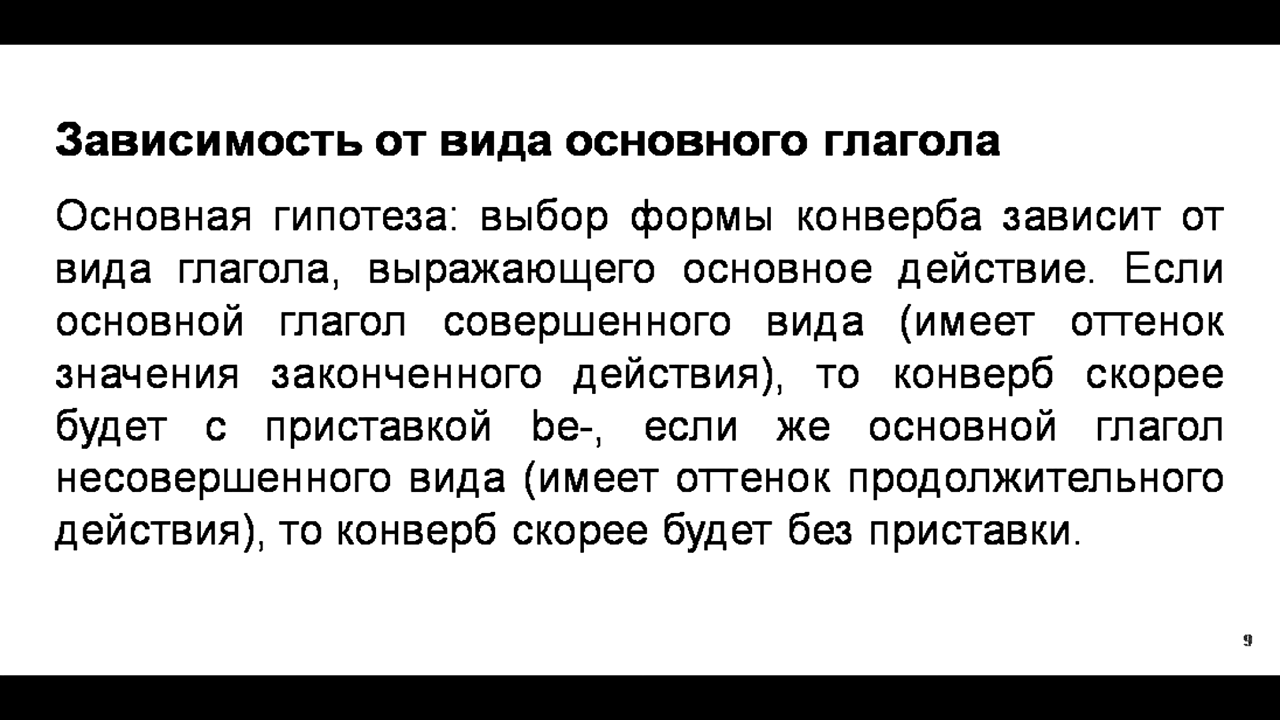 Зависимость от вида основного глагола
Основная гипотеза: выбор формы конверба зависит от
вида глагола, выражающего основное действие. Если
основной глагол совершенного вида (имеет оттенок
значения законченного действия), то конверб скорее
будет с приставкой be-, если же основной глагол
несовершенного вида (имеет оттенок продолжительного
действия), то конверб скорее будет без приставки.
9